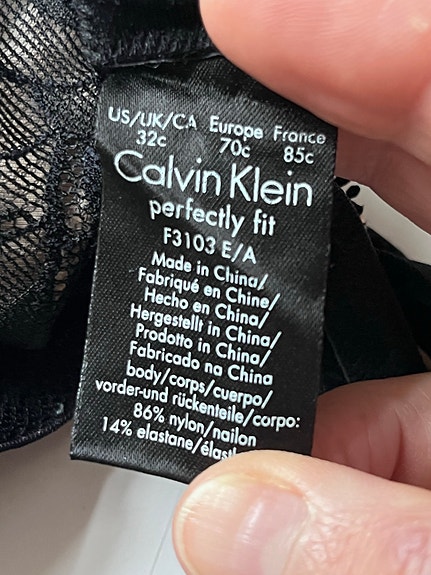 US/UK/CA Europe France
32c 70c 85c
Calvin Klein
perfectly fit
F3103 E/A
Made in China/
Fabriqué en Chine/
Hecho en China/
Hergestellt in China/
Prodotto in China/
Fabricado na China
body/corps/cuerpo/
vorder-und rückenteile/corpo:
86% nylon/nailon
14% elastane/